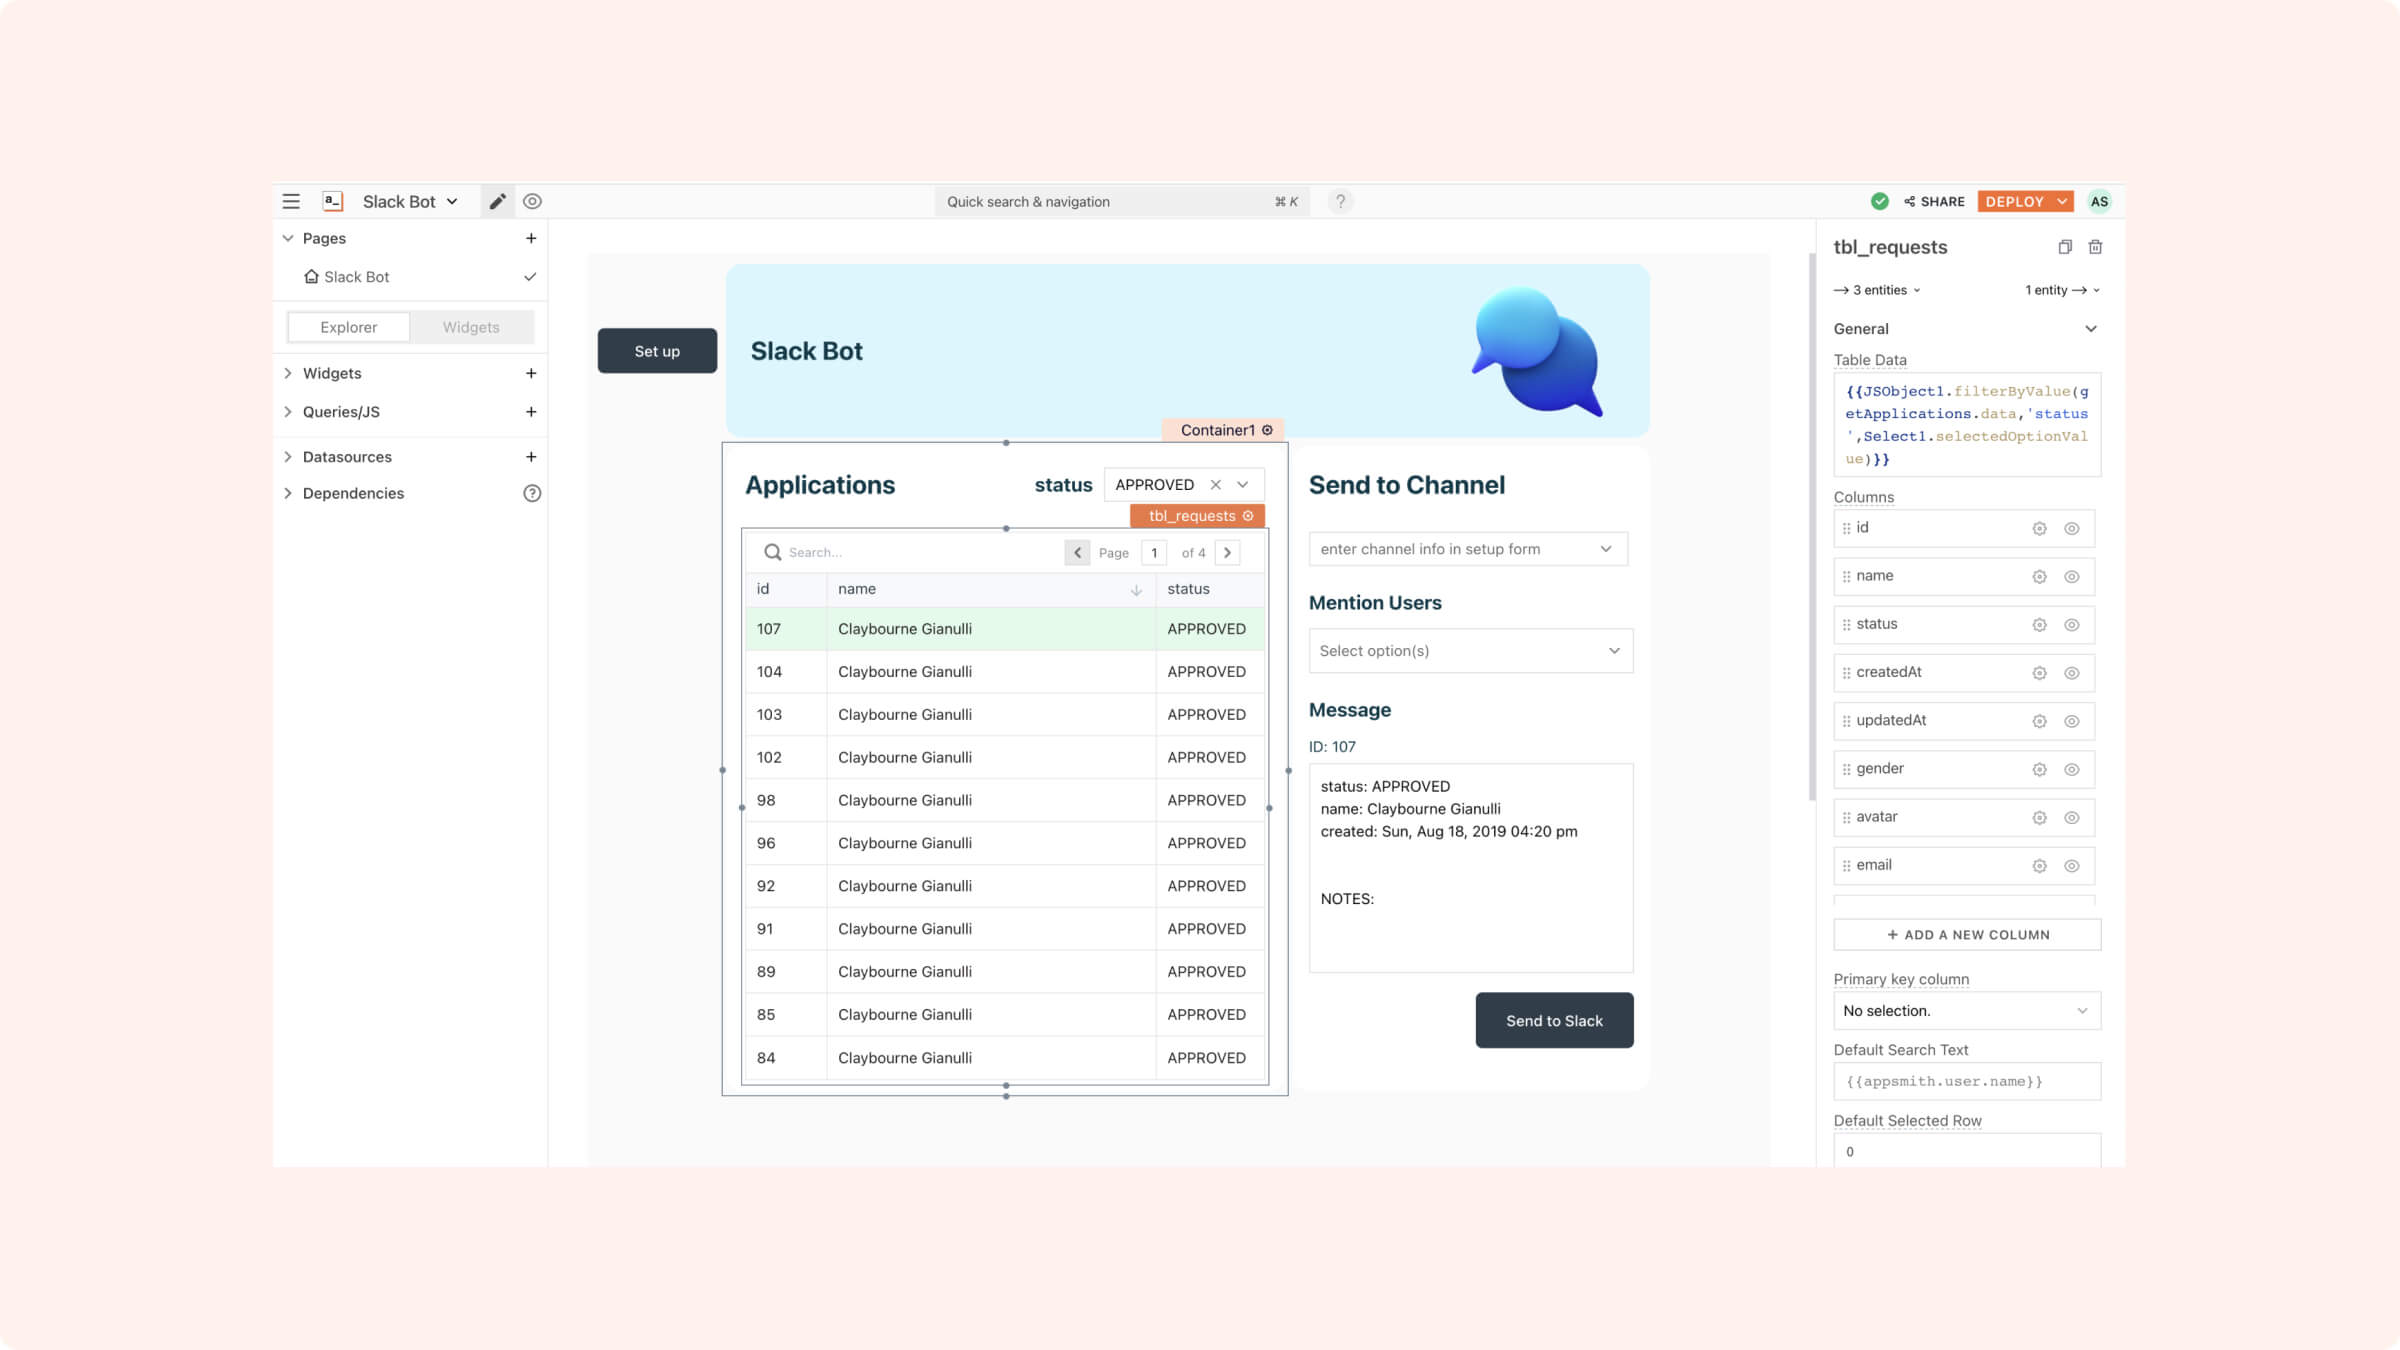 a_ Slack Bot
Quick search & navigation ⌘ K ?
SHARE DEPLOY AS
Pages +
Slack Bot
Explorer Widgets
Widgets +
Queries/JS +
Datasources +
Dependencies ?
Set up
Slack Bot
Container1
Applications
status APPROVED
tbl_requests
Search...
Page 1 of 4
id name status
107 Claybourne Gianulli APPROVED
104 Claybourne Gianulli APPROVED
103 Claybourne Gianulli APPROVED
102 Claybourne Gianulli APPROVED
98 Claybourne Gianulli APPROVED
96 Claybourne Gianulli APPROVED
92 Claybourne Gianulli APPROVED
91 Claybourne Gianulli APPROVED
89 Claybourne Gianulli APPROVED
85 Claybourne Gianulli APPROVED
84 Claybourne Gianulli APPROVED
Send to Channel
enter channel info in setup form
Mention Users
Select option(s)
Message
ID: 107
status: APPROVED
name: Claybourne Gianulli
created: Sun, Aug 18, 2019 04:20 pm
NOTES:
Send to Slack
tbl_requests
3 entities 1 entity
General
Table Data
{{JSObject1.filterByValue(g
etApplications.data,'status
',Select1.selectedOptionVal
ue)}}
Columns
id
name
status
createdAt
updatedAt
gender
avatar
email
+ ADD A NEW COLUMN
Primary key column
No selection.
Default Search Text
{{appsmith.user.name}}
Default Selected Row
0